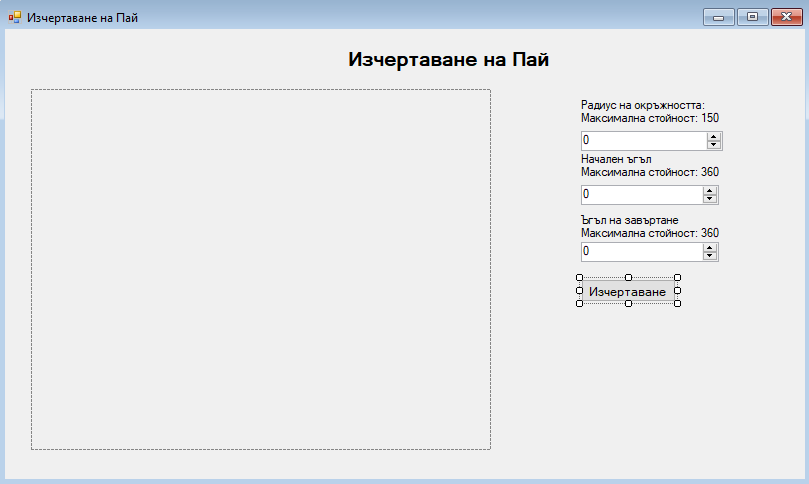 Изчертаване на Пай
Изчертаване на Пай
Радиус на окръжността:
Максимална стойност: 150
0
Начален ъгъл
Максимална стойност: 360
0
Ъгъл на завъртане
Максимална стойност: 360
0
Изчертаване